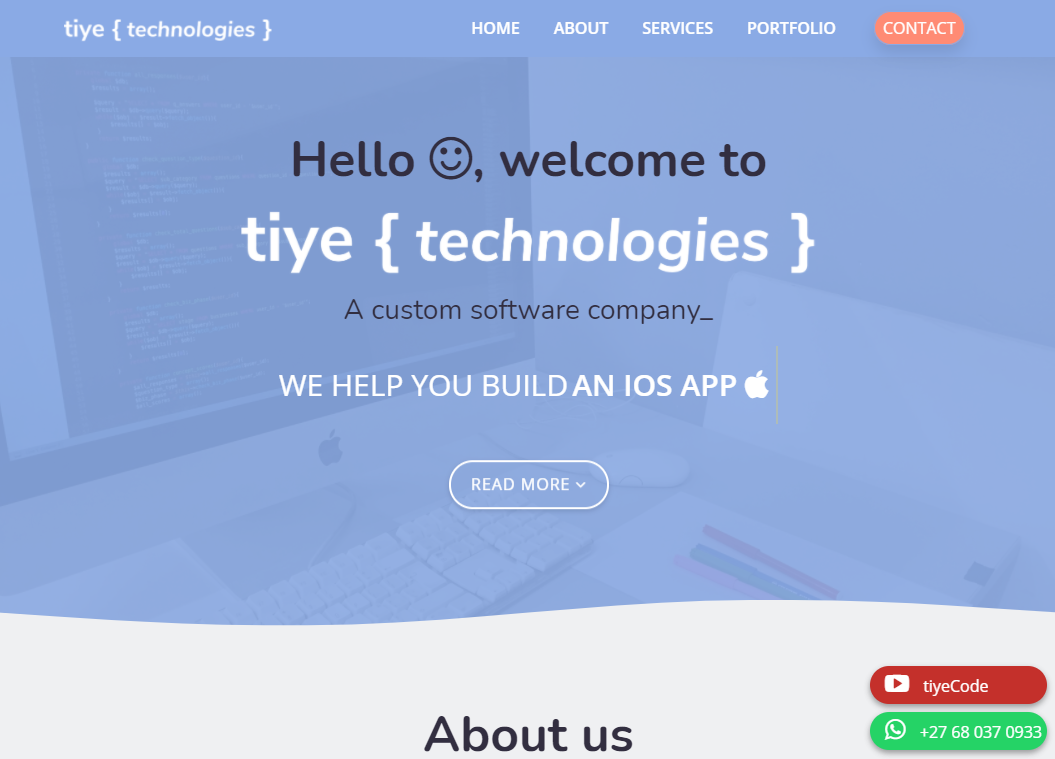 tiye { technologies }
HOME ABOUT SERVICES PORTFOLIO CONTACT
Hello ☺, welcome to
tiye { technologies }
A custom software company_
WE HELP YOU BUILD AN IOS APP
READ MORE
About us
tiyeCode
+27 68 037 0933